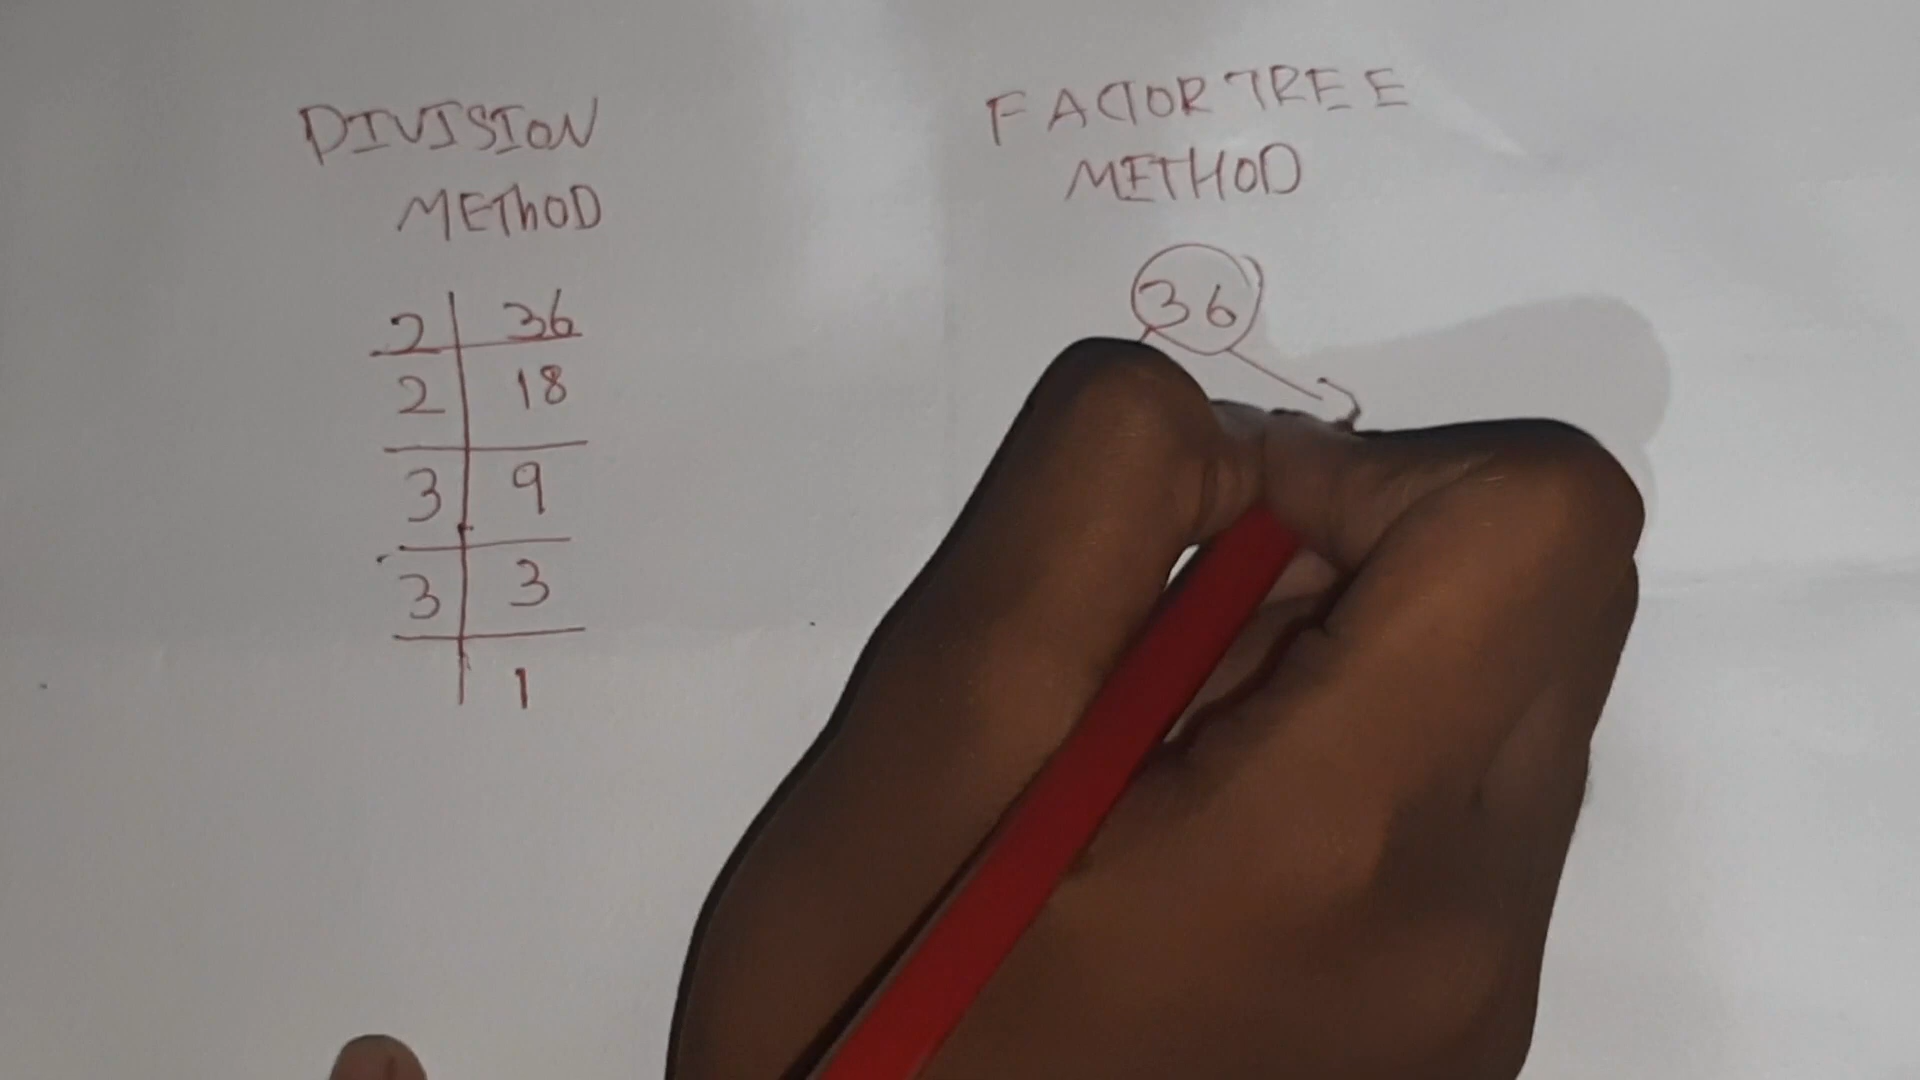 DIVISION
METhOD
2 36
2 18
3 9
3 3
1
FACTOR TREE
METHOD
36